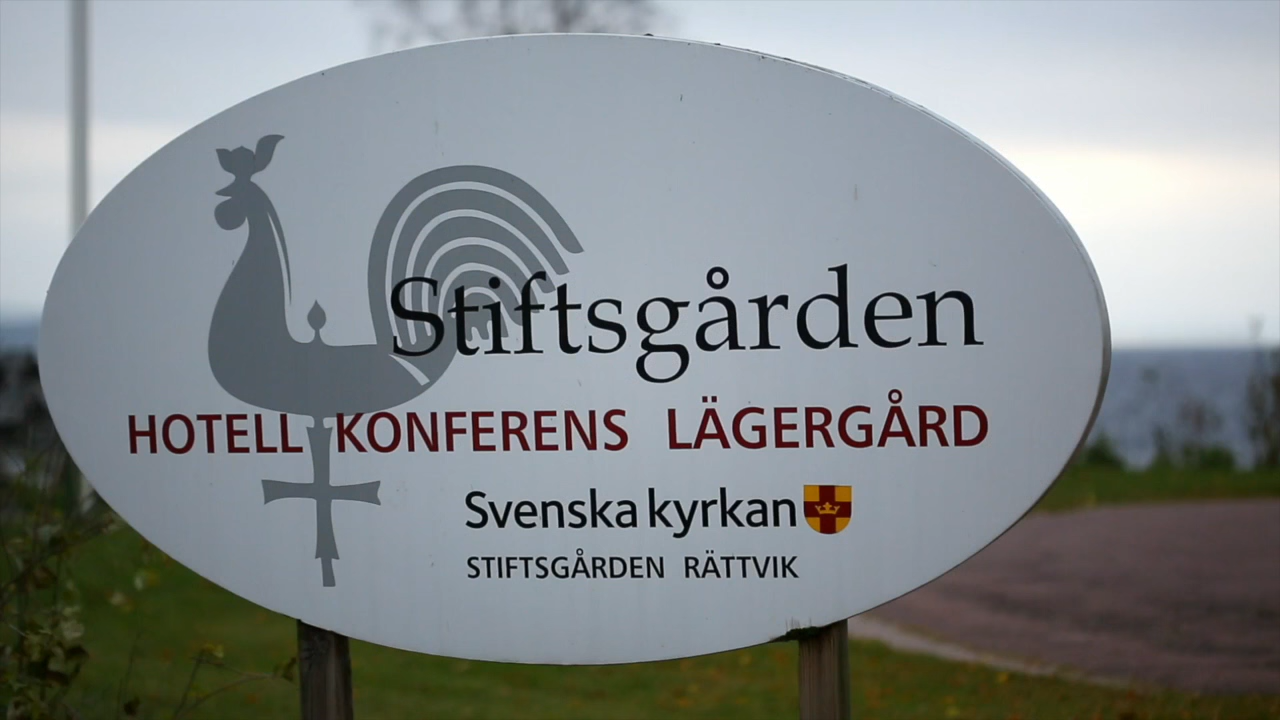 Stiftsgården
HOTELL KONFERENS LÄGERGÅRD
Svenska kyrkan
STIFTSGÅRDEN RÄTTVIK